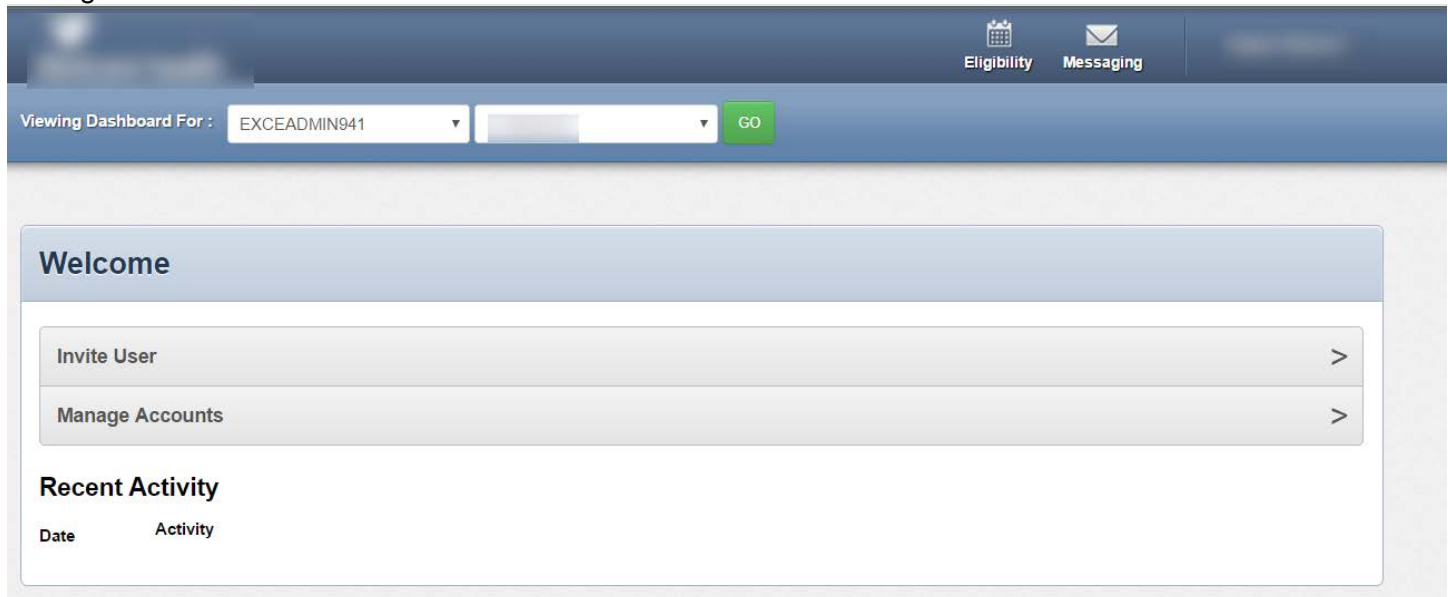 Eligibility Messaging
Viewing Dashboard For : EXCEADMIN941 GO
Welcome
Invite User >
Manage Accounts >
Recent Activity
Date Activity